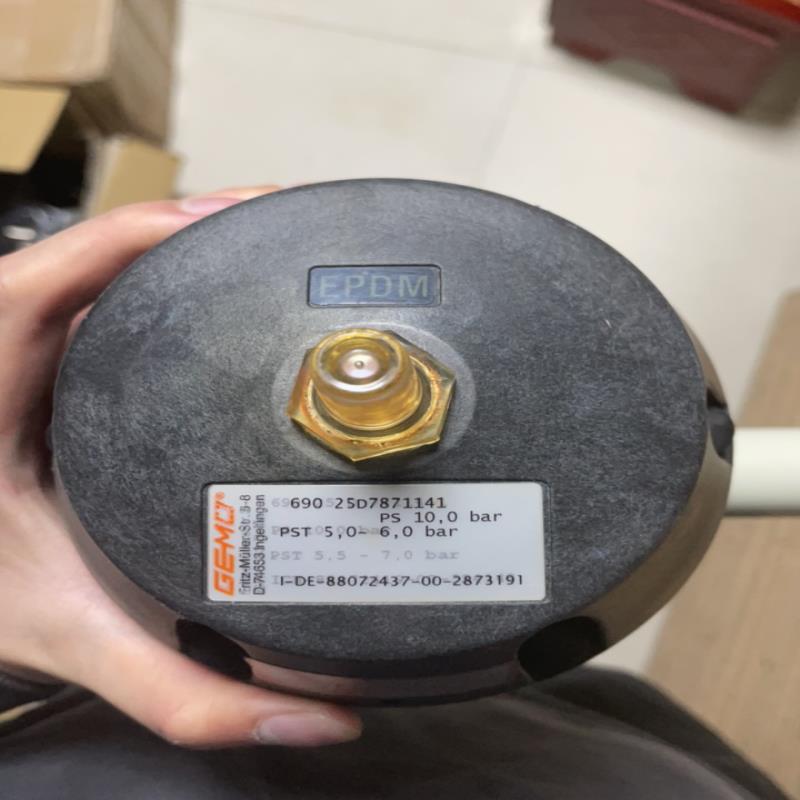 EPDM
GEMÜ®
Fritz-Müller-Str. 6-8
D-74653 Ingelfingen
690 25D7871141
PS 10,0 bar
PST 5,0- 6,0 bar
PST 5.5 - 7,0 bar
I-DE-88072437-00-2873191